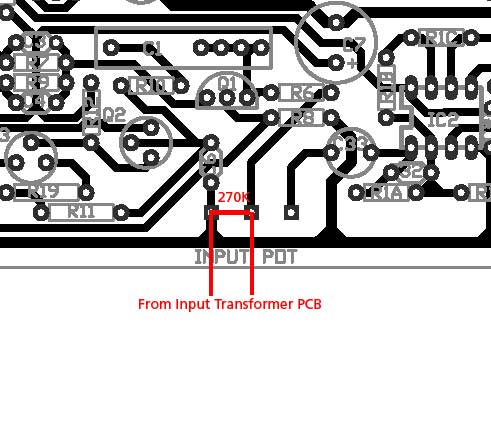 C1 R1C
C3 C7
R7 +
R9 R10 Q1 R6
Q2 R8 IC2
C33
R19 R1A
R11 270K
INPUT POT
From Input Transformer PCB